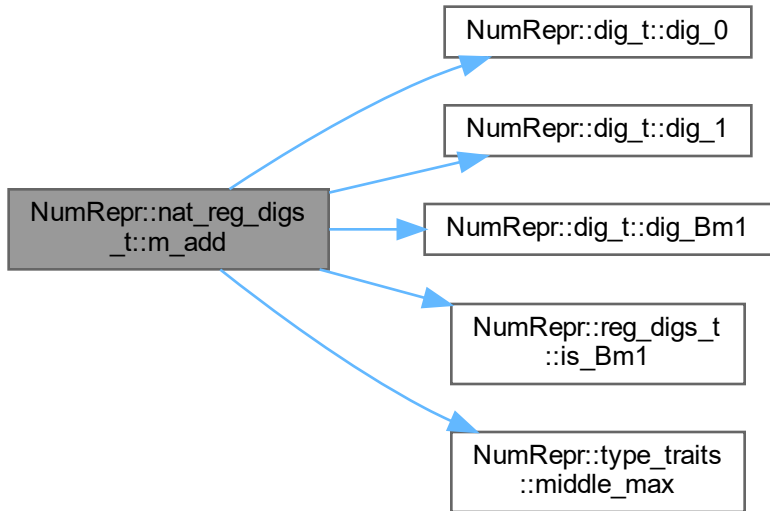 NumRepr::dig_t::dig_0
NumRepr::dig_t::dig_1
NumRepr::nat_reg_digs
_t::m_add
NumRepr::dig_t::dig_Bm1
NumRepr::reg_digs_t
::is_Bm1
NumRepr::type_traits
::middle_max